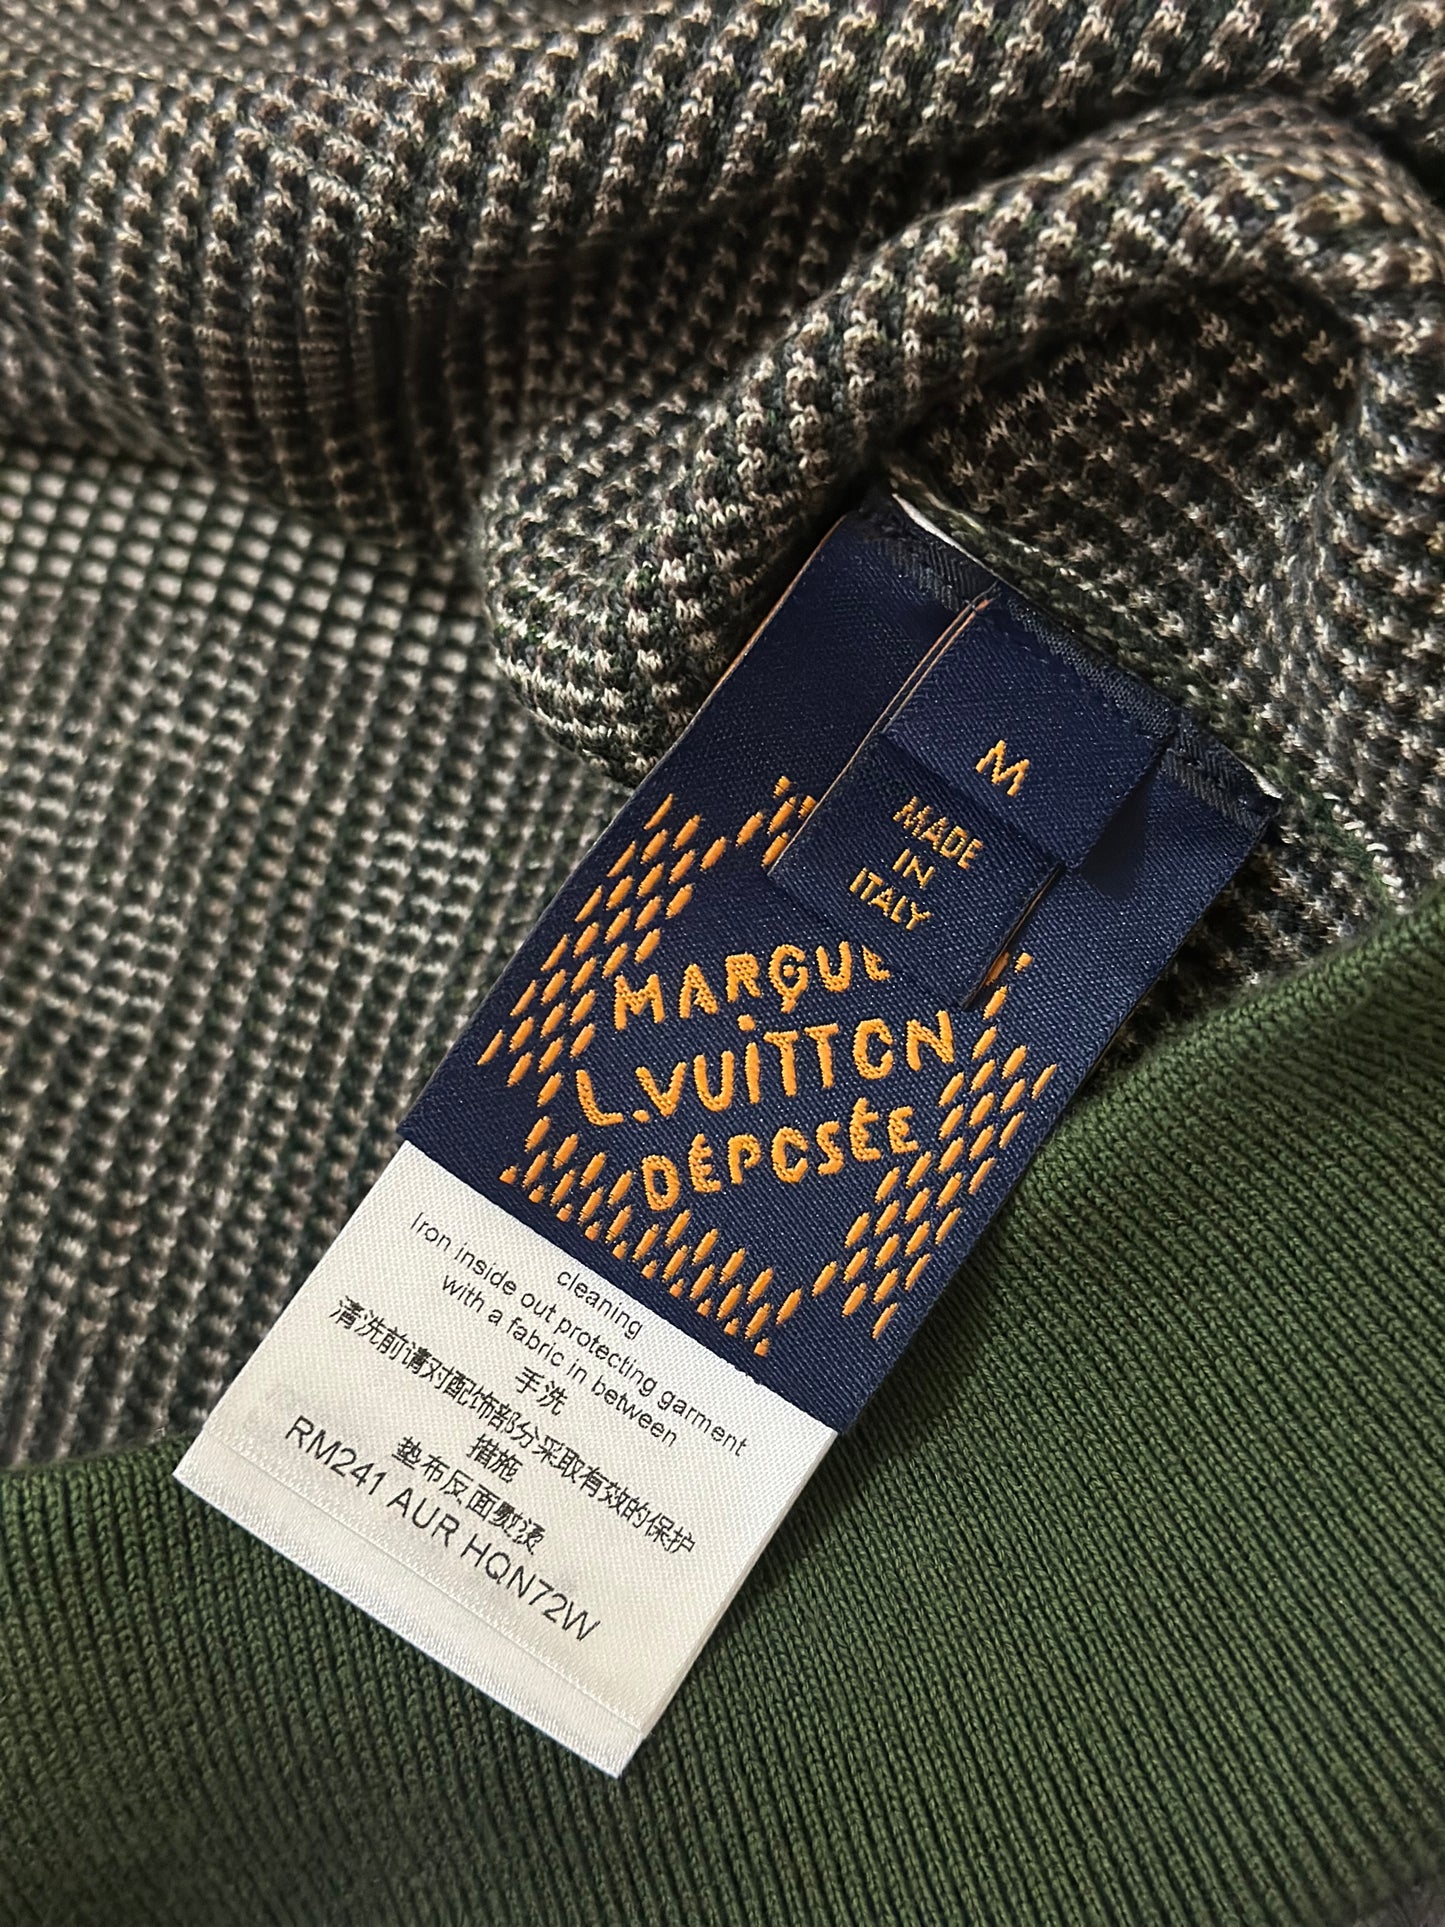 M
MADE
IN
ITALY
MARQUE
L.VUITTON
DÉPOSÉE
cleaning
Iron inside out protecting garment
with a fabric in between
手洗
清洗前请对配饰部分采取有效的保护
措施
垫布反面熨烫
RM241 AUR HQN72W